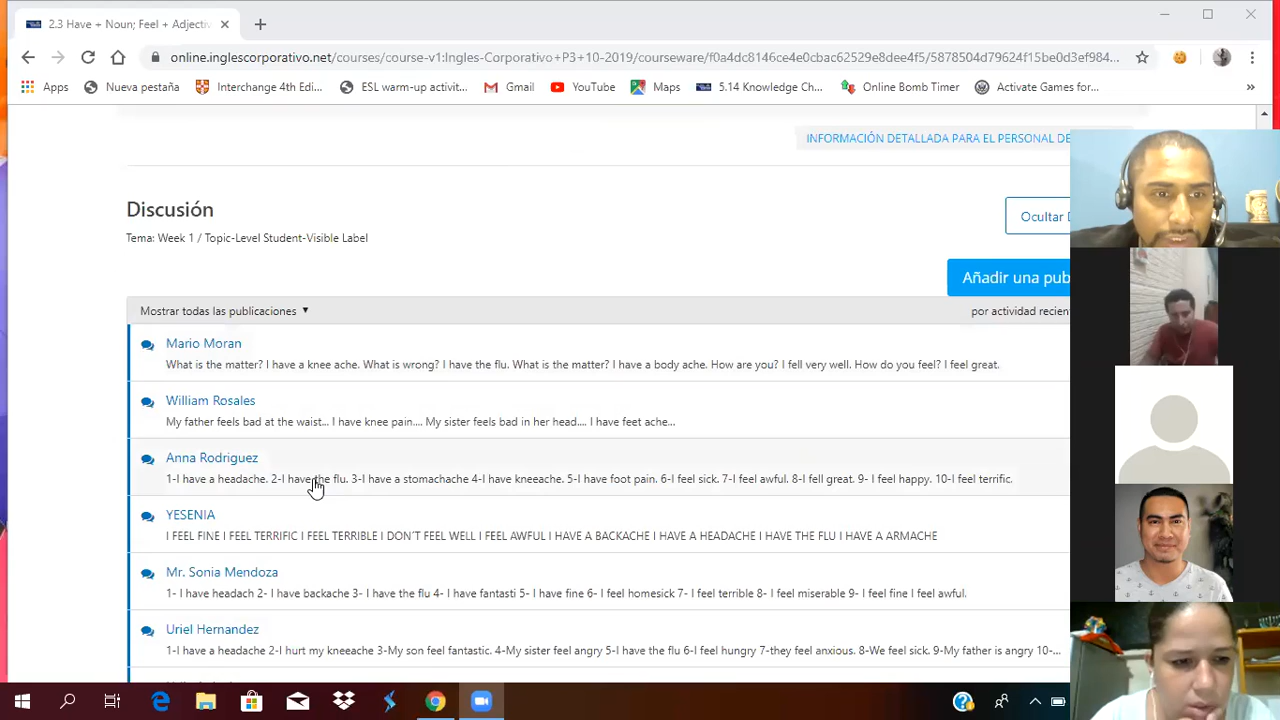 2.3 Have + Noun; Feel + Adjectiv
online.inglescorporativo.net/courses/course-v1:Ingles_Corporativo+P3+10-2019/courseware/f0a4dc8146ce4e0cbac62529e8dee4f5/5878504d79624f15be0d3ef984...
Apps Nueva pestaña Interchange 4th Edi... ESL warm-up activit... Gmail YouTube Maps 5.14 Knowledge Ch... Online Bomb Timer Activate Games for... »
INFORMACIÓN DETALLADA PARA EL PERSONAL DE
Discusión
Ocultar D
Tema: Week 1 / Topic-Level Student-Visible Label
Añadir una pub
Mostrar todas las publicaciones
por actividad recien
Mario Moran
What is the matter? I have a knee ache. What is wrong? I have the flu. What is the matter? I have a body ache. How are you? I fell very well. How do you feel? I feel great.
William Rosales
My father feels bad at the waist... I have knee pain.... My sister feels bad in her head.... I have feet ache...
Anna Rodriguez
1-I have a headache. 2-I have the flu. 3-I have a stomachache 4-I have kneeache. 5-I have foot pain. 6-I feel sick. 7-I feel awful. 8-I fell great. 9- I feel happy. 10-I feel terrific.
YESENIA
I FEEL FINE I FEEL TERRIFIC I FEEL TERRIBLE I DON'T FEEL WELL I FEEL AWFUL I HAVE A BACKACHE I HAVE A HEADACHE I HAVE THE FLU I HAVE A ARMACHE
Mr. Sonia Mendoza
1- I have headach 2- I have backache 3- I have the flu 4- I have fantasti 5- I have fine 6- I feel homesick 7- I feel terrible 8- I feel miserable 9- I feel fine I feel awful.
Uriel Hernandez
1-I have a headache 2-I hurt my kneeache 3-My son feel fantastic. 4-My sister feel angry 5-I have the flu 6-I feel hungry 7-they feel anxious. 8-We feel sick. 9-My father is angry 10-...